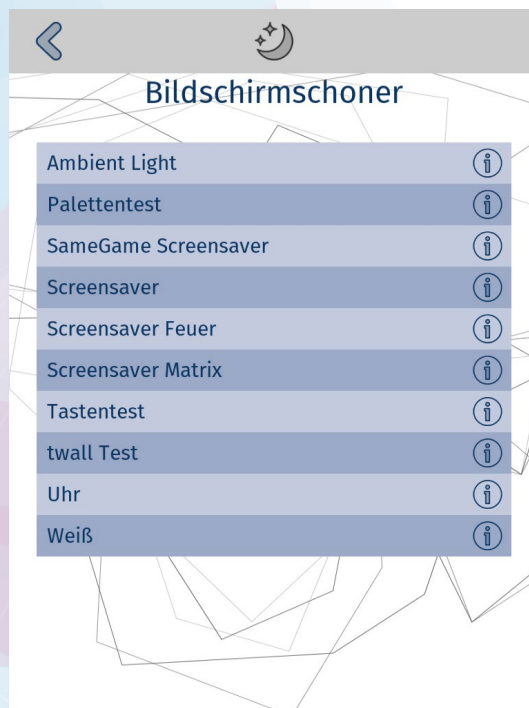 Bildschirmschoner
Ambient Light
Palettentest
SameGame Screensaver
Screensaver
Screensaver Feuer
Screensaver Matrix
Tastentest
twall Test
Uhr
Weiß